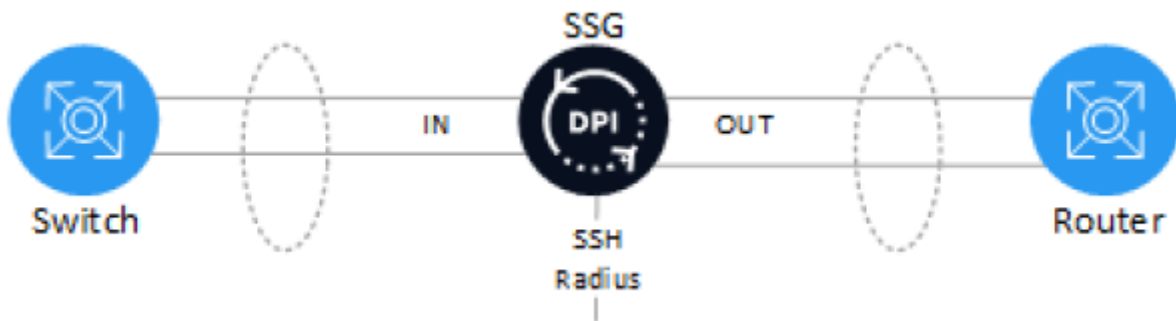 SSG
IN
DPI
OUT
Switch
Router
SSH
Radius